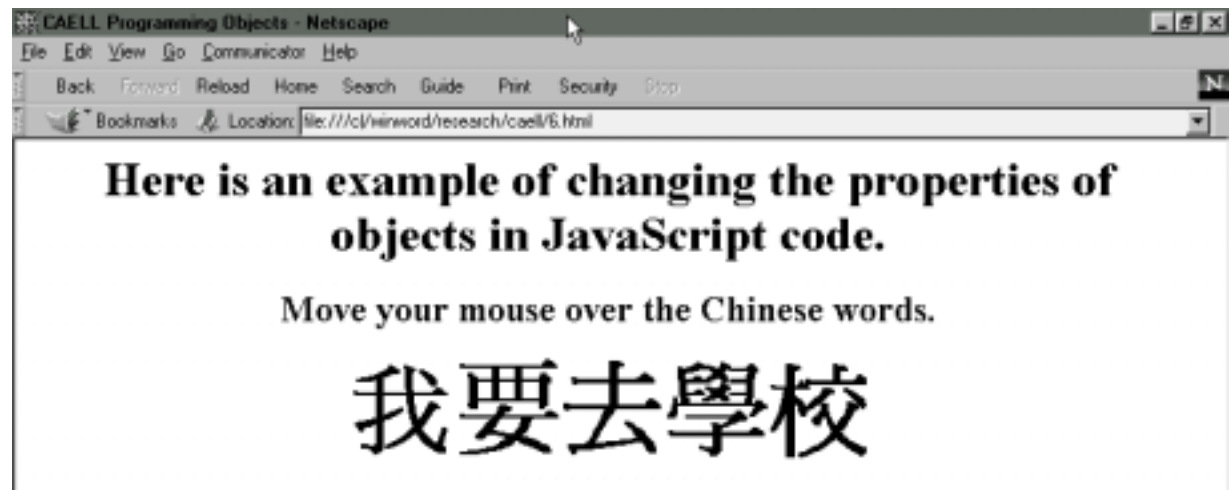 CAELL Programming Objects - Netscape
File Edit View Go Communicator Help
Back Forward Reload Home Search Guide Print Security Stop
N
Bookmarks Location: file:///c|/winword/research/caell/6.html
Here is an example of changing the properties of
objects in JavaScript code.
Move your mouse over the Chinese words.
我要去學校